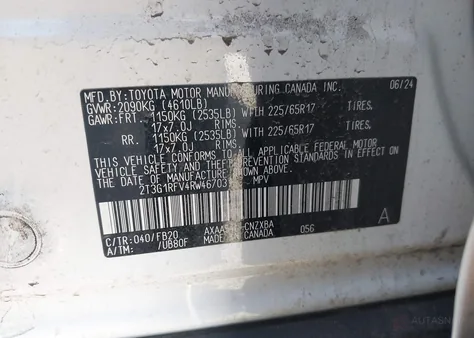 MFD.BY: TOYOTA MOTOR MANUFACTURING CANADA INC. 06/24
GVWR: 2090KG (4610LB)
GAWR: FRT. 1150KG (2535LB) WITH 225/65R17 TIRES.
17x7.0J RIMS
RR. 1150KG (2535LB) WITH 225/65R17 TIRES.
17x7.0J RIMS
THIS VEHICLE CONFORMS TO ALL APPLICABLE FEDERAL MOTOR
VEHICLE SAFETY STANDARDS IN EFFECT ON THE DATE OF
MANUFACTURE SHOWN ABOVE.
2T3G1RFV4RW46703 MPV
A
C/TR: 040/FB20 CNZXBA 056
A/TM: /UB80F MADE IN CANADA